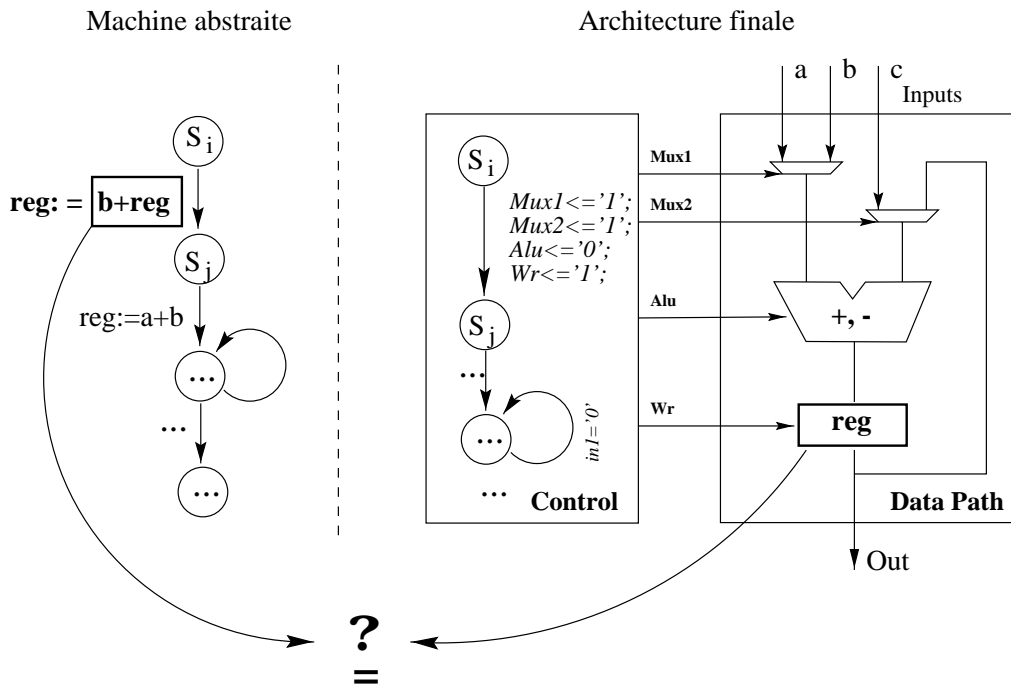 Machine abstraite
Architecture finale
a
b
c
Inputs
S i
reg: = b+reg
S j
reg:=a+b
...
...
...
S i
Mux1<='1';
Mux2<='1';
Alu<='0';
Wr<='1';
S j
...
...
in1='0'
...
Control
Mux1
Mux2
Alu
Wr
+, -
reg
Data Path
Out
?
=